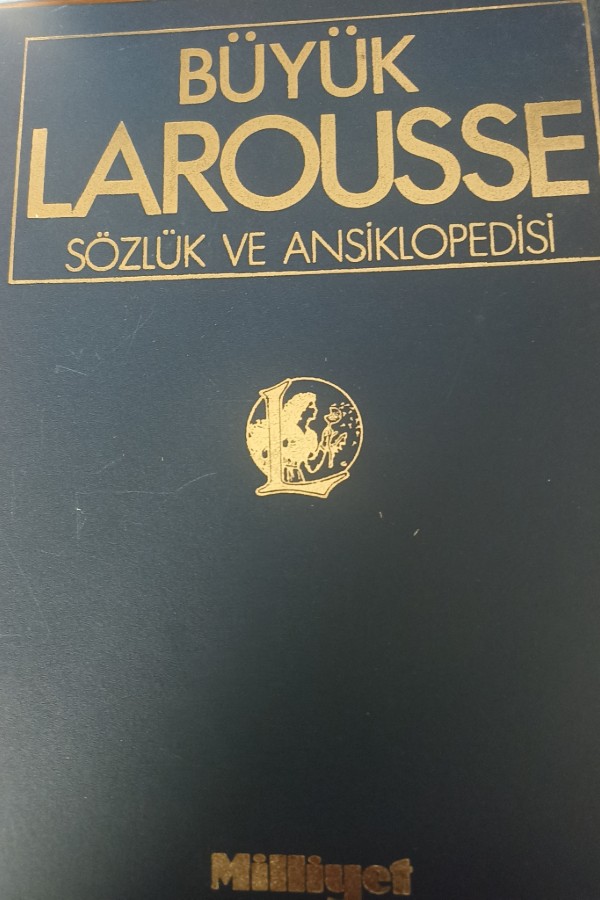 BÜYÜK
LAROUSSE
SÖZLÜK VE ANSİKLOPEDİSİ
L
Milliyet